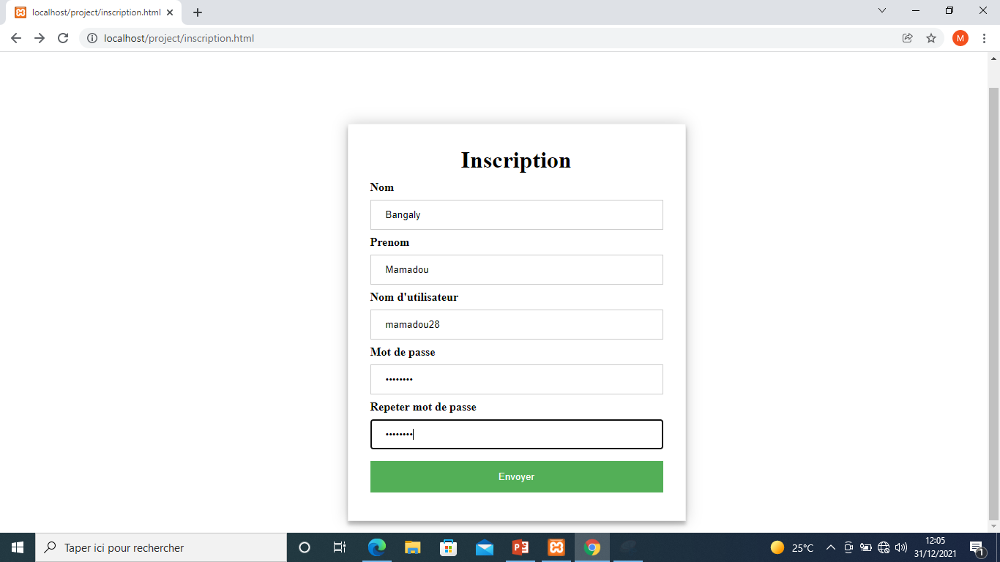 localhost/project/inscription.html
localhost/project/inscription.html
M
Inscription
Nom
Bangaly
Prenom
Mamadou
Nom d'utilisateur
mamadou28
Mot de passe
••••••••
Repeter mot de passe
••••••••
Envoyer
Taper ici pour rechercher
25°C
12:05
31/12/2021
1